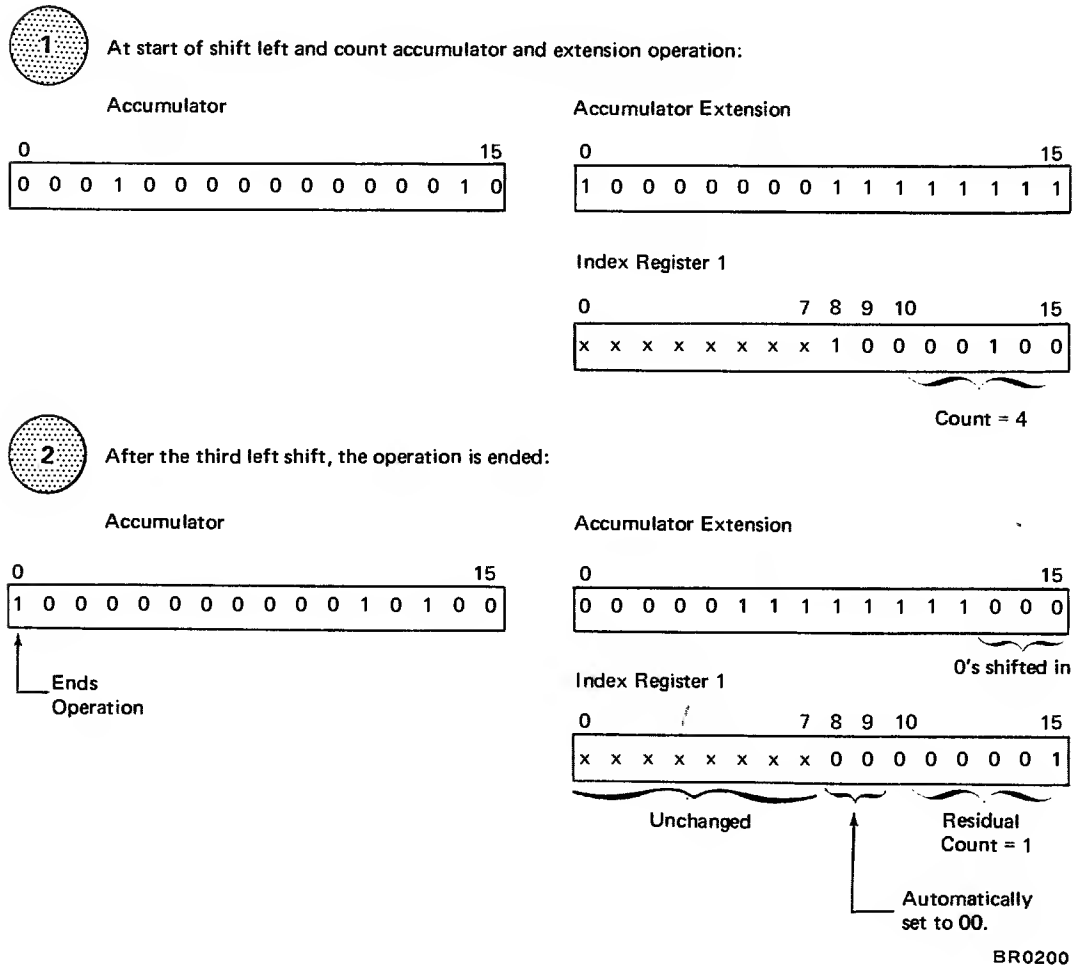 1 At start of shift left and count accumulator and extension operation:
Accumulator Accumulator Extension
0 15 0 15
0 0 0 1 0 0 0 0 0 0 0 0 0 0 1 0 1 0 0 0 0 0 0 0 1 1 1 1 1 1 1 1
Index Register 1
0 7 8 9 10 15
x x x x x x x x 1 0 0 0 0 1 0 0
Count = 4
2 After the third left shift, the operation is ended:
Accumulator Accumulator Extension
0 15 0 15
1 0 0 0 0 0 0 0 0 0 0 1 0 1 0 0 0 0 0 0 0 1 1 1 1 1 1 1 1 0 0 0
Ends
Operation
0's shifted in
Index Register 1
0 7 8 9 10 15
x x x x x x x x 0 0 0 0 0 0 0 1
Unchanged
Residual
Count = 1
Automatically
set to 00.
BR0200